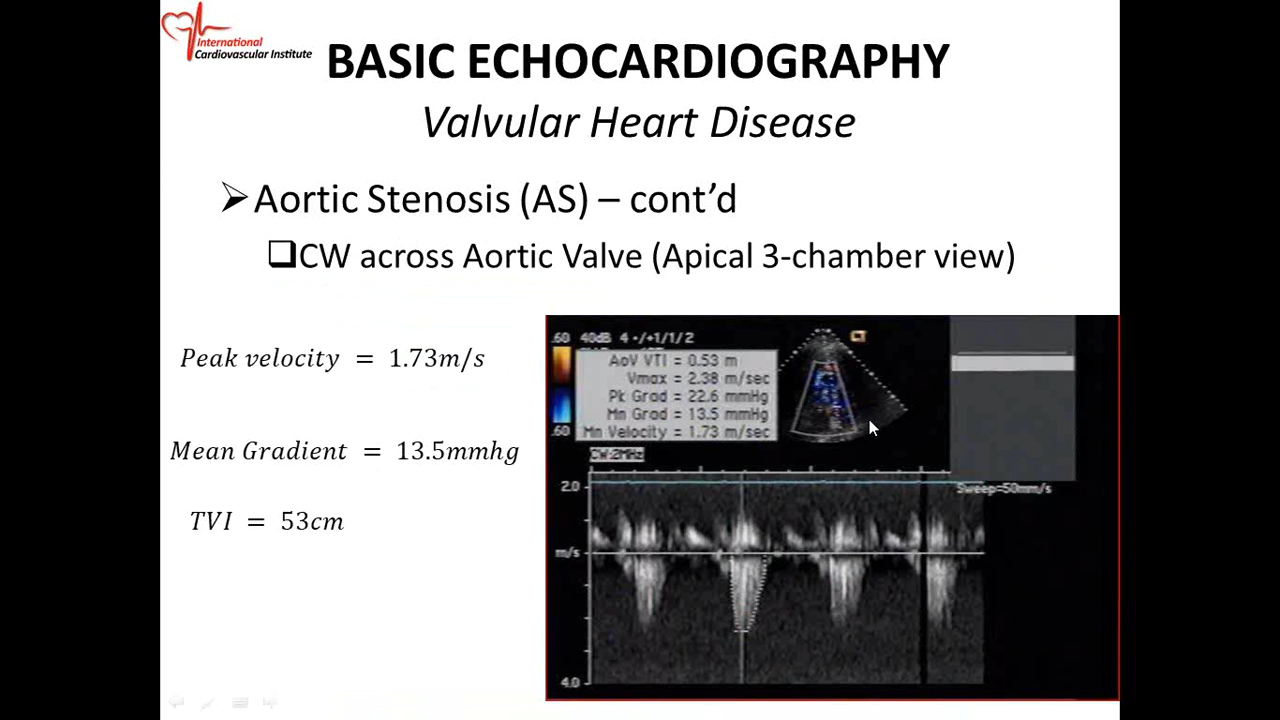 International
Cardiovascular Institute
BASIC ECHOCARDIOGRAPHY
Valvular Heart Disease
Aortic Stenosis (AS) – cont’d
CW across Aortic Valve (Apical 3-chamber view)
Peak velocity = 1.73m/s
Mean Gradient = 13.5mmhg
TVI = 53cm
.60 40dB 4 -/+1/1/2
AoV VTI = 0.53 m
Vmax = 2.38 m/sec
Pk Grad = 22.6 mmHg
Mn Grad = 13.5 mmHg
.60 Mn Velocity = 1.73 m/sec
CW:2MHz
Sweep=50mm/s
2.0
m/s
4.0